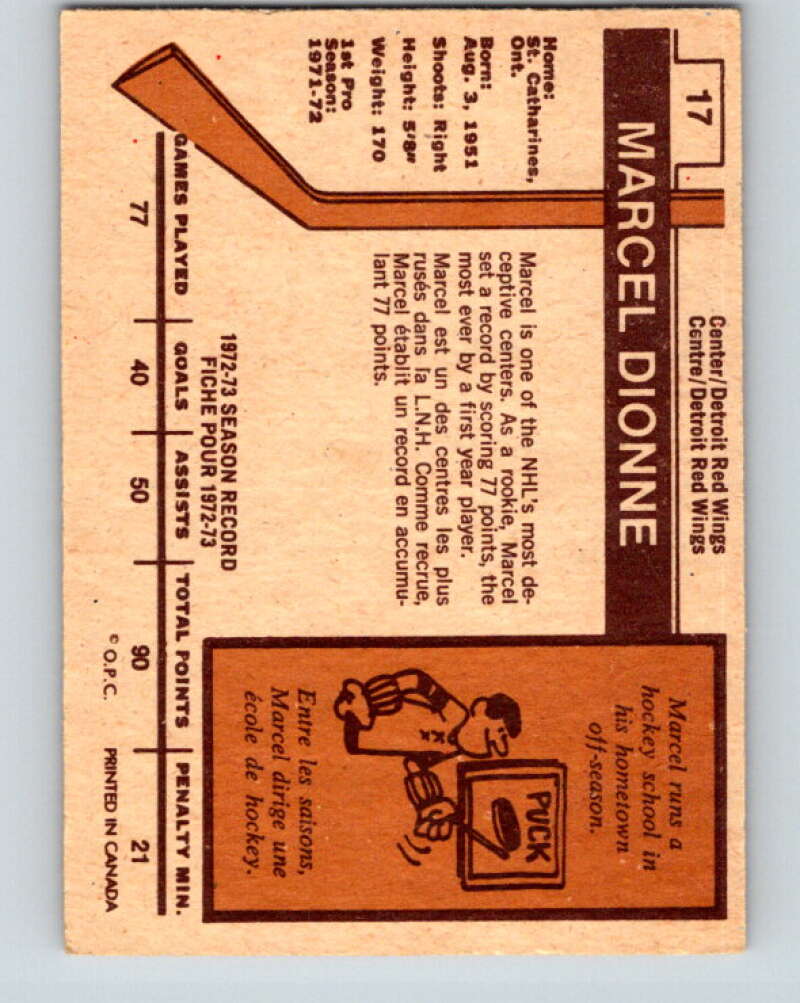 17
Center/Detroit Red Wings
Centre/Detroit Red Wings
MARCEL DIONNE
Home:
St. Catharines,
Ont.
Born:
Aug. 3, 1951
Shoots: Right
Height: 5'8"
Weight: 170
1st Pro
Season:
1971-72
Marcel is one of the NHL's most de-
ceptive centers. As a rookie, Marcel
set a record by scoring 77 points, the
most ever by a first year player.
Marcel est un des centres les plus
rusés dans la L.N.H. Comme recrue,
Marcel établit un record en accumu-
lant 77 points.
Marcel runs a
hockey school in
his hometown
off-season.
PUCK
Entre les saisons,
Marcel dirige une
école de hockey.
1972-73 SEASON RECORD
FICHE POUR 1972-73
GAMES PLAYED GOALS ASSISTS TOTAL POINTS PENALTY MIN.
77 40 50 90 21
© O.P.C. PRINTED IN CANADA